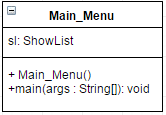 Main_Menu
sl: ShowList
+ Main_Menu()
+main(args : String[]): void